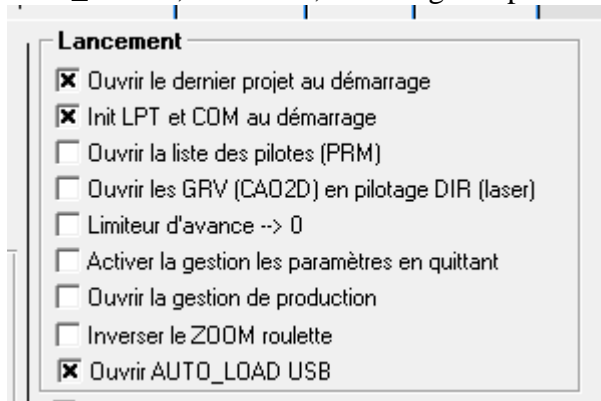 Lancement
Ouvrir le dernier projet au démarrage
Init LPT et COM au démarrage
Ouvrir la liste des pilotes (PRM)
Ouvrir les GRV (CAO2D) en pilotage DIR (laser)
Limiteur d'avance --> 0
Activer la gestion les paramètres en quittant
Ouvrir la gestion de production
Inverser le ZOOM roulette
Ouvrir AUTO_LOAD USB